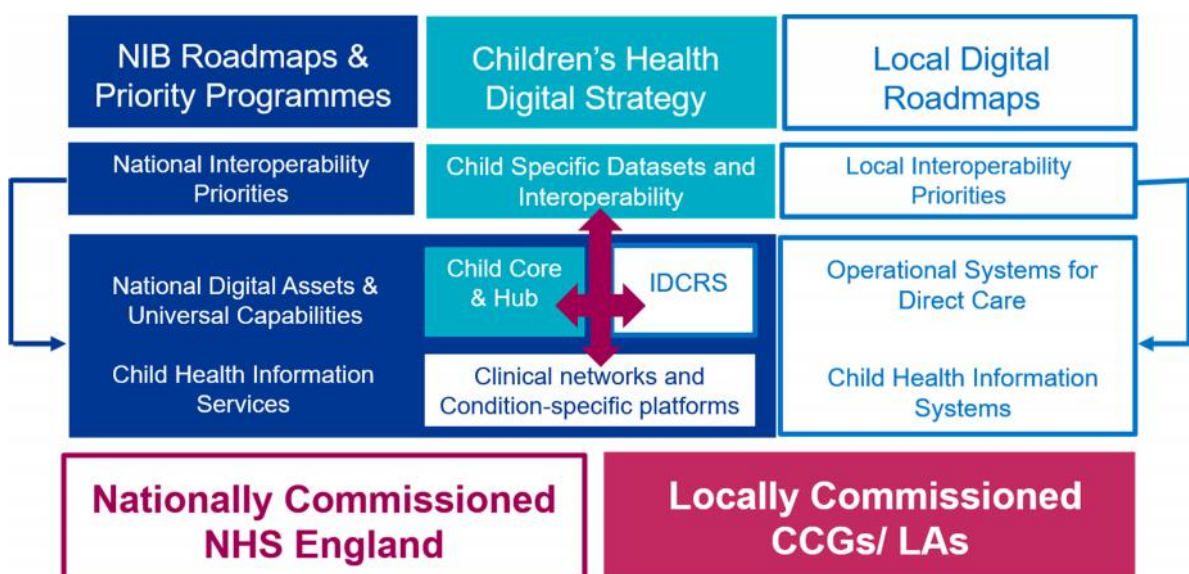 NIB Roadmaps &
Priority Programmes
Children's Health
Digital Strategy
Local Digital
Roadmaps
National Interoperability
Priorities
Child Specific Datasets and
Interoperability
Local Interoperability
Priorities
National Digital Assets &
Universal Capabilities
Child Core
& Hub
IDCRS
Operational Systems for
Direct Care
Child Health Information
Services
Clinical networks and
Condition-specific platforms
Child Health Information
Systems
Nationally Commissioned
NHS England
Locally Commissioned
CCGs/ LAs